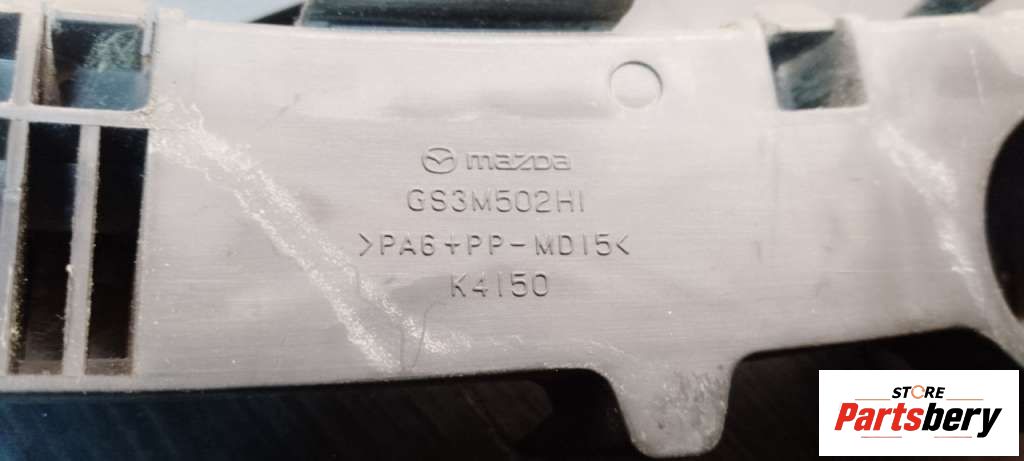 mazda
GS3M502H1
>PA6+PP-MD15<
K4150
STORE
Partsbery